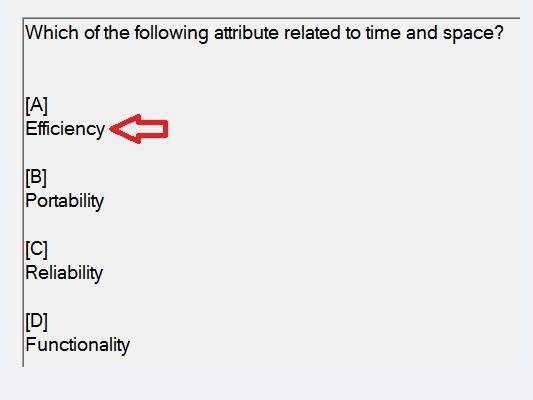 Which of the following attribute related to time and space?
[A]
Efficiency
[B]
Portability
[C]
Reliability
[D]
Functionality